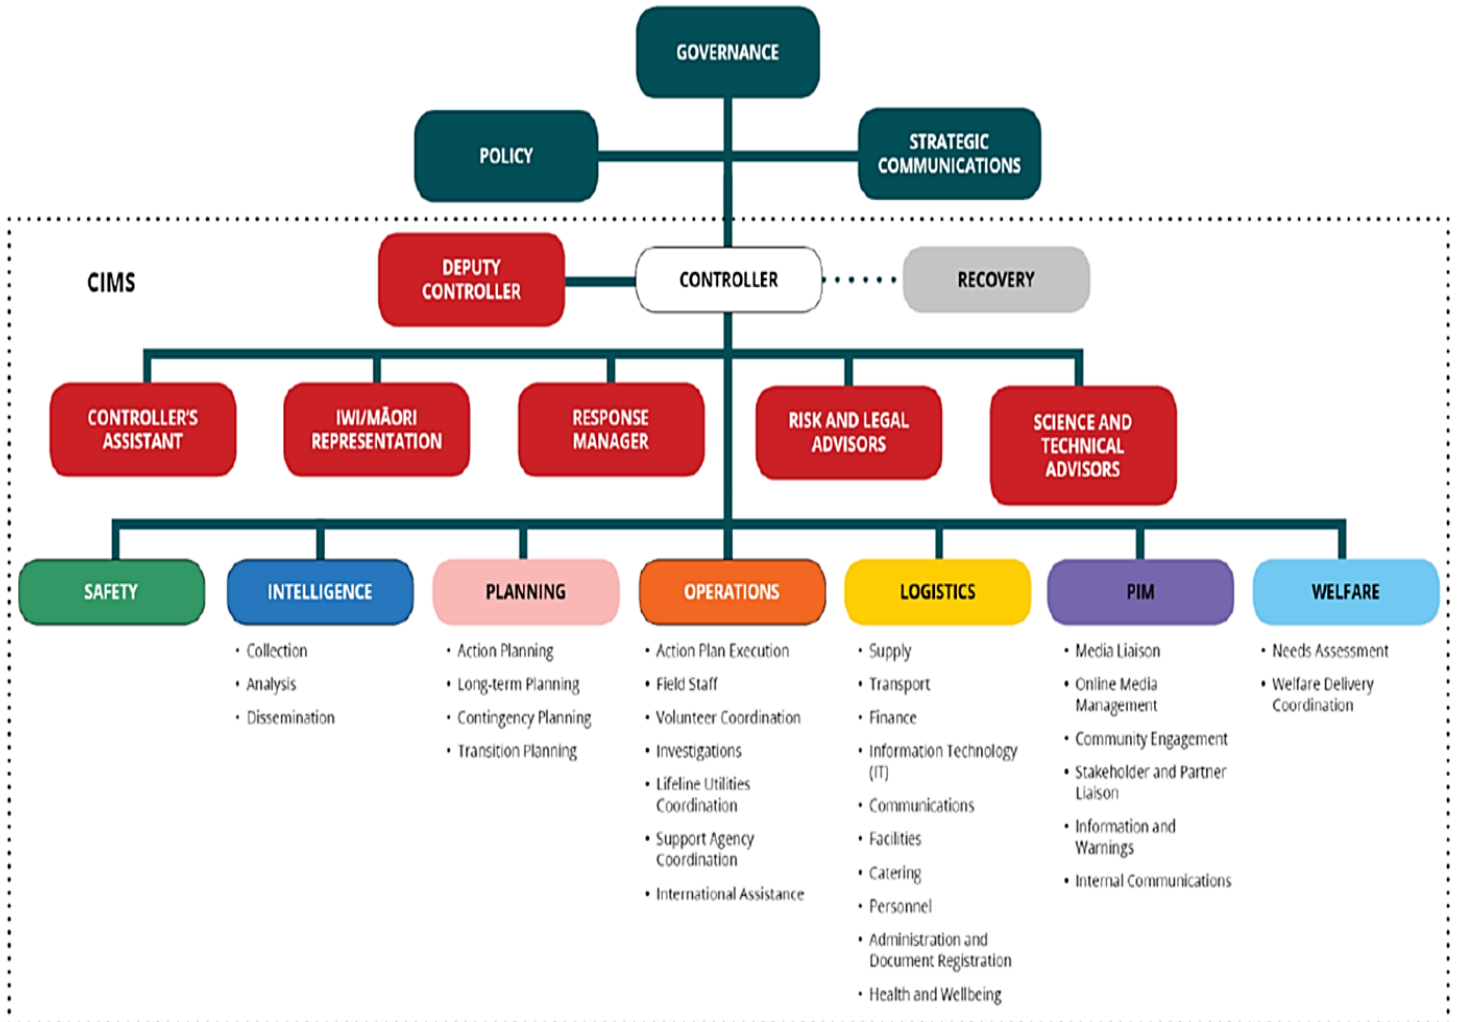 GOVERNANCE
POLICY
STRATEGIC
COMMUNICATIONS
CIMS
DEPUTY
CONTROLLER
CONTROLLER
RECOVERY
CONTROLLER'S
ASSISTANT
IWI/MĀORI
REPRESENTATION
RESPONSE
MANAGER
RISK AND LEGAL
ADVISORS
SCIENCE AND
TECHNICAL
ADVISORS
SAFETY
INTELLIGENCE
• Collection
• Analysis
• Dissemination
PLANNING
• Action Planning
• Long-term Planning
• Contingency Planning
• Transition Planning
OPERATIONS
• Action Plan Execution
• Field Staff
• Volunteer Coordination
• Investigations
• Lifeline Utilities
Coordination
• Support Agency
Coordination
• International Assistance
LOGISTICS
• Supply
• Transport
• Finance
• Information Technology
(IT)
• Communications
• Facilities
• Catering
• Personnel
• Administration and
Document Registration
• Health and Wellbeing
PIM
• Media Liaison
• Online Media
Management
• Community Engagement
• Stakeholder and Partner
Liaison
• Information and
Warnings
• Internal Communications
WELFARE
• Needs Assessment
• Welfare Delivery
Coordination